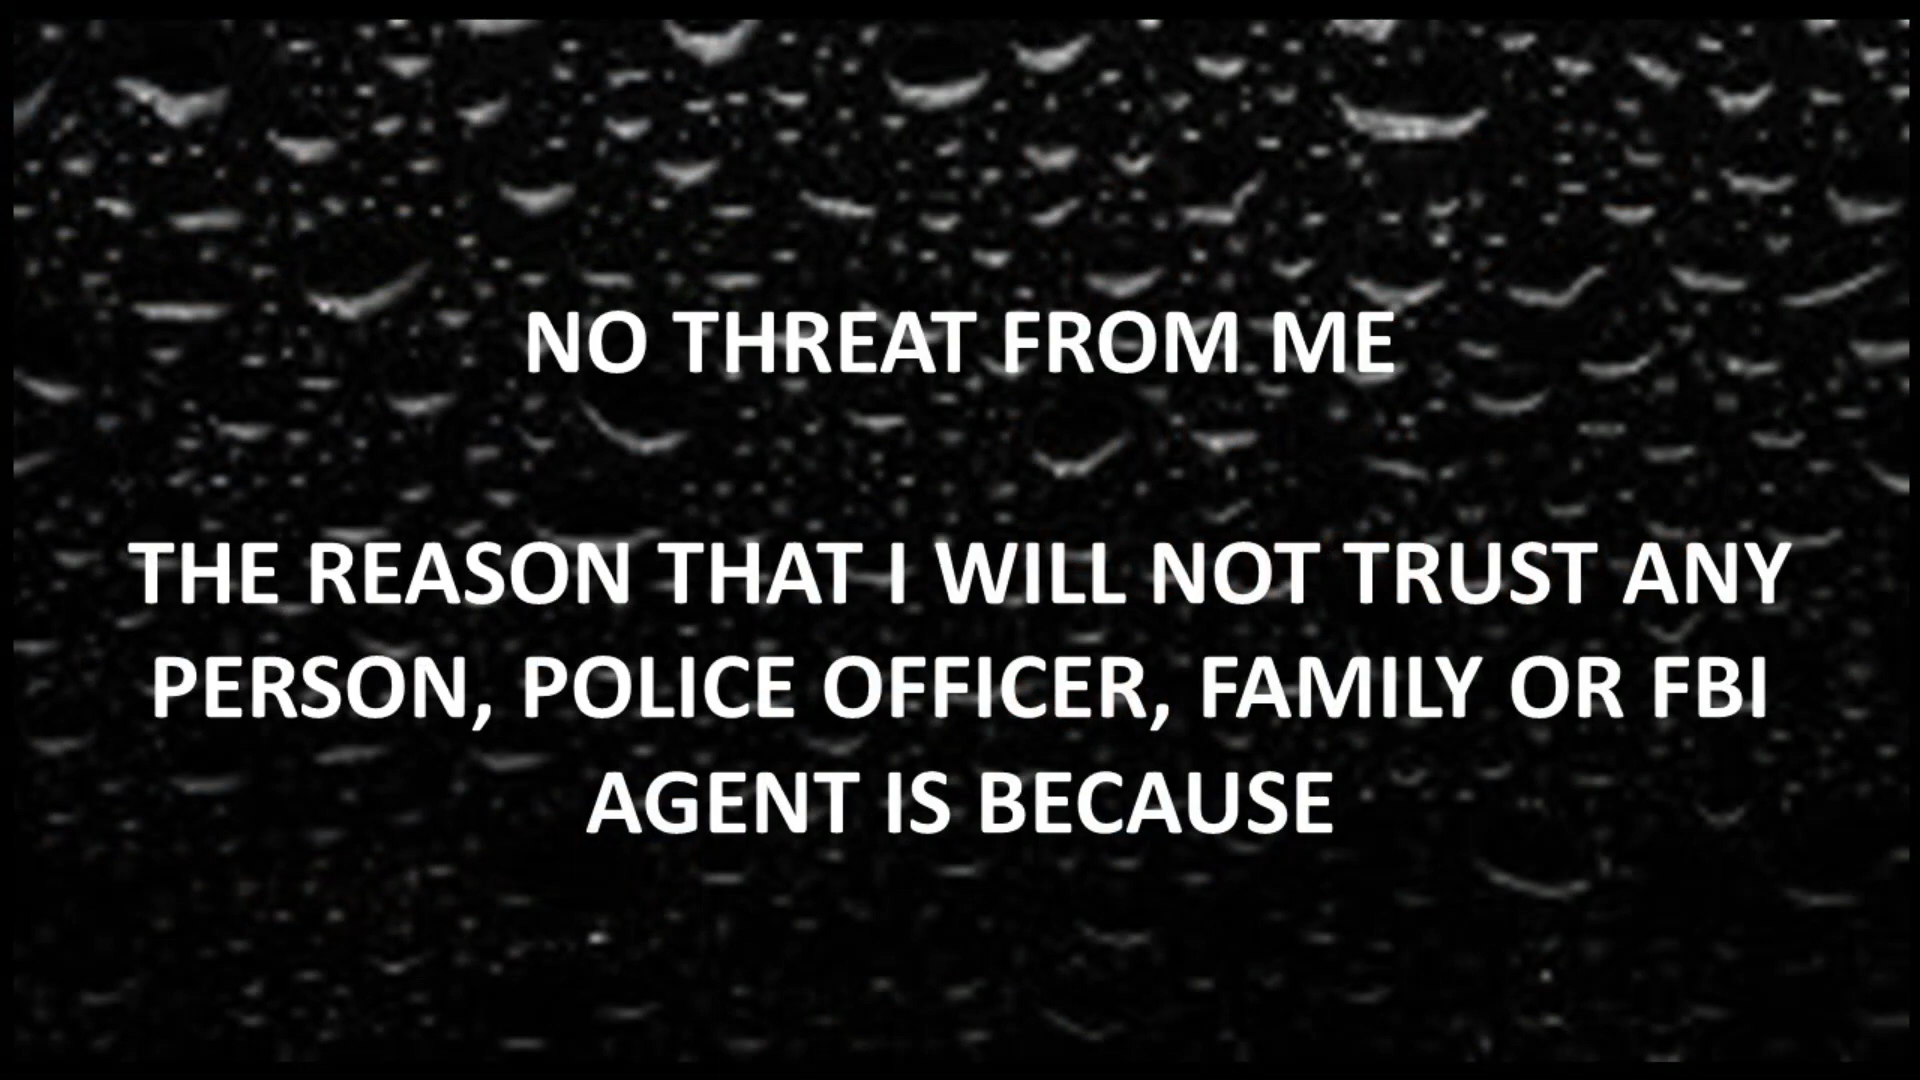 NO THREAT FROM ME
THE REASON THAT I WILL NOT TRUST ANY
PERSON, POLICE OFFICER, FAMILY OR FBI
AGENT IS BECAUSE